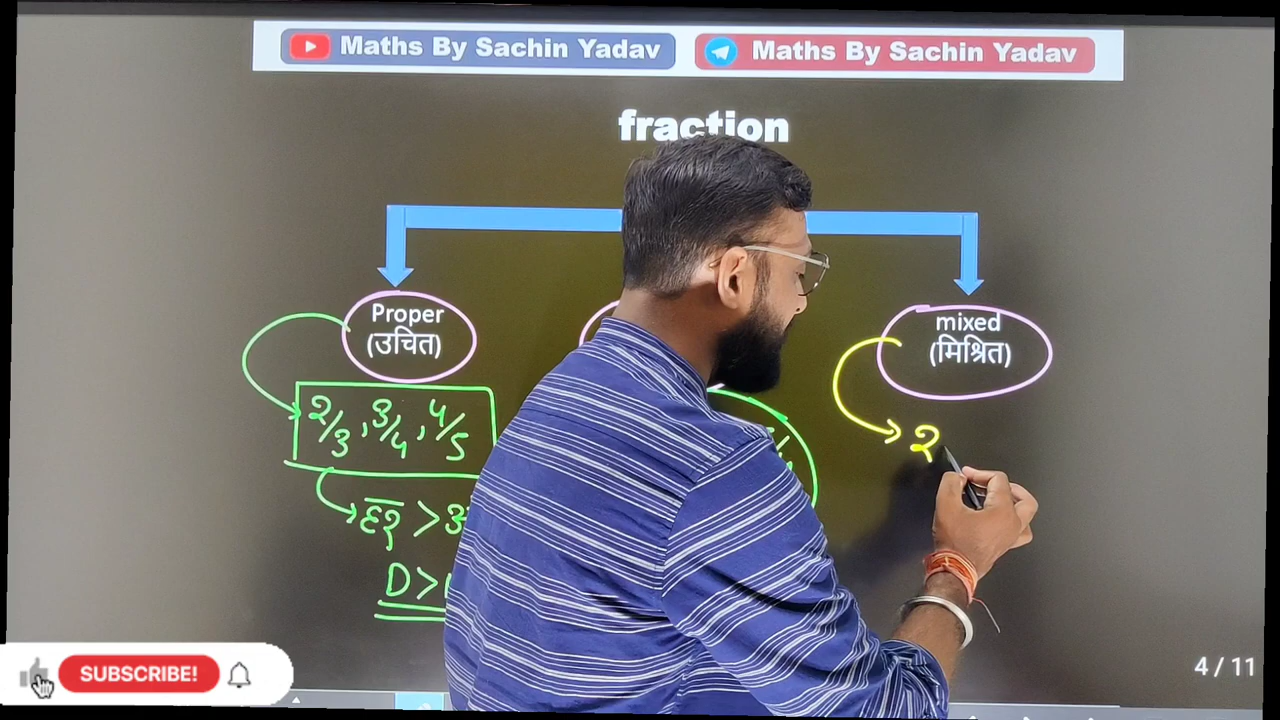 Maths By Sachin Yadav
Maths By Sachin Yadav
fraction
Proper
(उचित)
mixed
(मिश्रित)
2/3, 3/4, 4/5
2
हर >
D >
SUBSCRIBE!
4 / 11